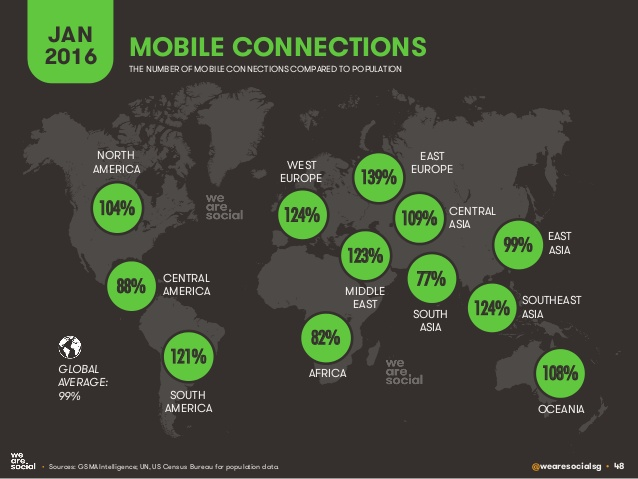 JAN
2016
MOBILE CONNECTIONS
THE NUMBER OF MOBILE CONNECTIONS COMPARED TO POPULATION
NORTH
AMERICA
104%
we
are
social
WEST
EUROPE
124%
139%
EAST
EUROPE
109%
CENTRAL
ASIA
99%
EAST
ASIA
88%
CENTRAL
AMERICA
123%
MIDDLE
EAST
77%
SOUTH
ASIA
124%
SOUTHEAST
ASIA
121%
SOUTH
AMERICA
82%
AFRICA
we
are
social
108%
OCEANIA
GLOBAL
AVERAGE:
99%
we
are
social
• Sources: GSMA Intelligence; UN, US Census Bureau for population data.
@wearesocialsg • 48